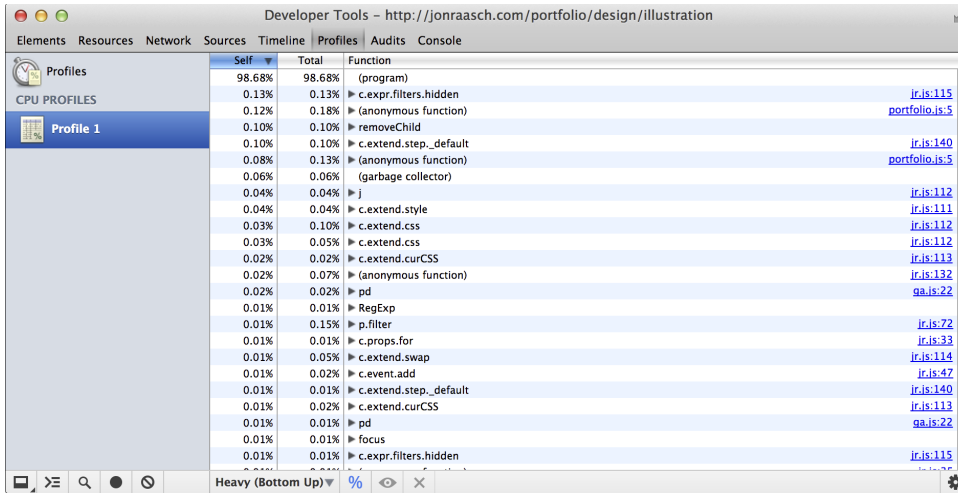 Developer Tools – http://jonraasch.com/portfolio/design/illustration
Elements Resources Network Sources Timeline Profiles Audits Console
Profiles
CPU PROFILES
Profile 1
Self Total Function
98.68% 98.68% (program)
0.13% 0.13% c.expr.filters.hidden jr.js:115
0.12% 0.18% (anonymous function) portfolio.js:5
0.10% 0.10% removeChild
0.10% 0.10% c.extend.step._default jr.js:140
0.08% 0.13% (anonymous function) portfolio.js:5
0.06% 0.06% (garbage collector)
0.04% 0.04% j jr.js:112
0.04% 0.04% c.extend.style jr.js:111
0.03% 0.10% c.extend.css jr.js:112
0.03% 0.05% c.extend.css jr.js:112
0.02% 0.02% c.extend.curCSS jr.js:113
0.02% 0.07% (anonymous function) jr.js:132
0.02% 0.02% pd ga.js:22
0.01% 0.01% RegExp
0.01% 0.15% p.filter jr.js:72
0.01% 0.01% c.props.for jr.js:33
0.01% 0.05% c.extend.swap jr.js:114
0.01% 0.02% c.event.add jr.js:47
0.01% 0.01% c.extend.step._default jr.js:140
0.01% 0.02% c.extend.curCSS jr.js:113
0.01% 0.01% pd ga.js:22
0.01% 0.01% focus
0.01% 0.01% c.expr.filters.hidden jr.js:115
Heavy (Bottom Up) %